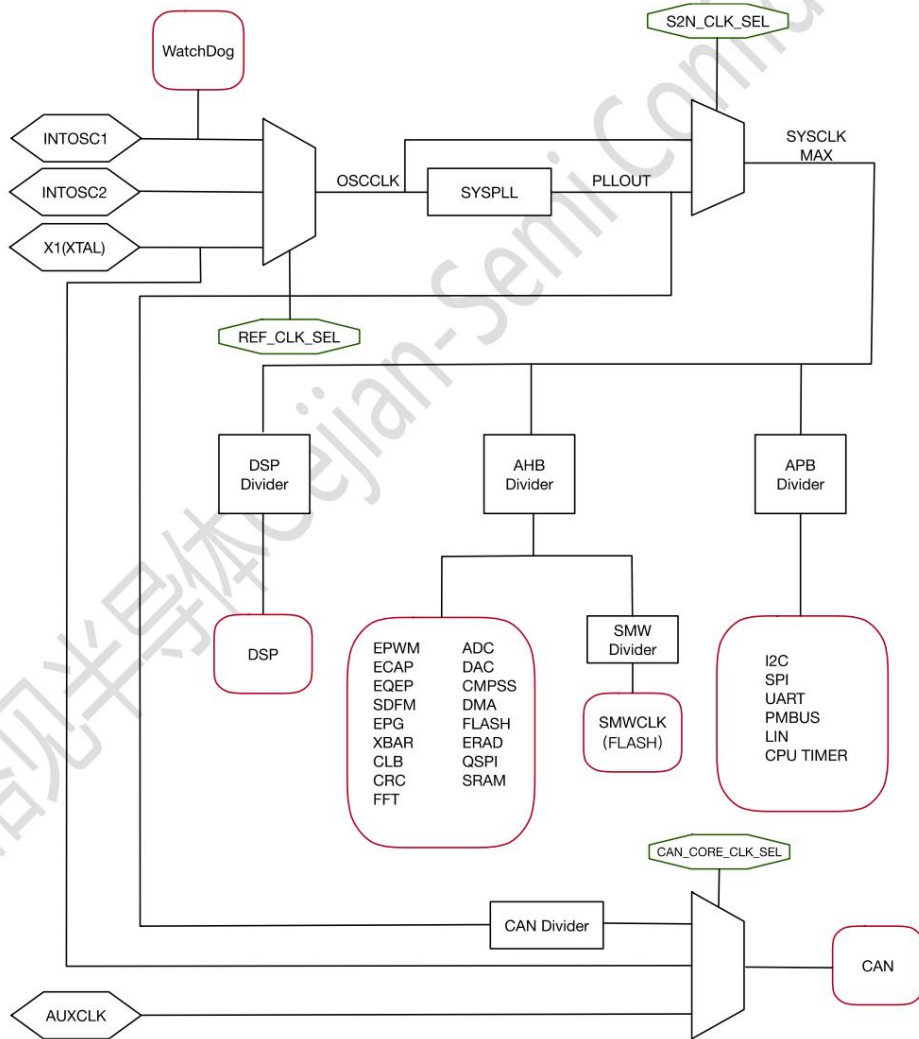 S2N_CLK_SEL
WatchDog
INTOSC1
SYSCLK
MAX
INTOSC2
OSCCLK
SYSPLL
PLLOUT
X1(XTAL)
REF_CLK_SEL
DSP
Divider
AHB
Divider
APB
Divider
DSP
EPWM ADC
ECAP DAC
EQEP CMPSS
SDFM DMA
EPG FLASH
XBAR ERAD
CLB QSPI
CRC SRAM
FFT
SMW
Divider
SMWCLK
(FLASH)
I2C
SPI
UART
PMBUS
LIN
CPU TIMER
CAN_CORE_CLK_SEL
CAN Divider
CAN
AUXCLK